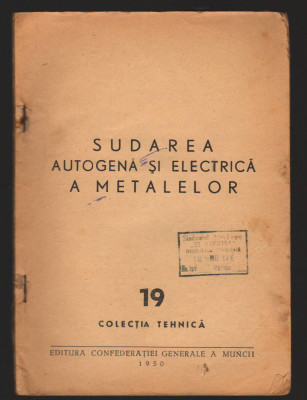 SUDAREA
AUTOGENĂ ȘI ELECTRICĂ
A METALELOR
19
COLECȚIA TEHNICĂ
EDITURA CONFEDERAȚIEI GENERALE A MUNCII
1950